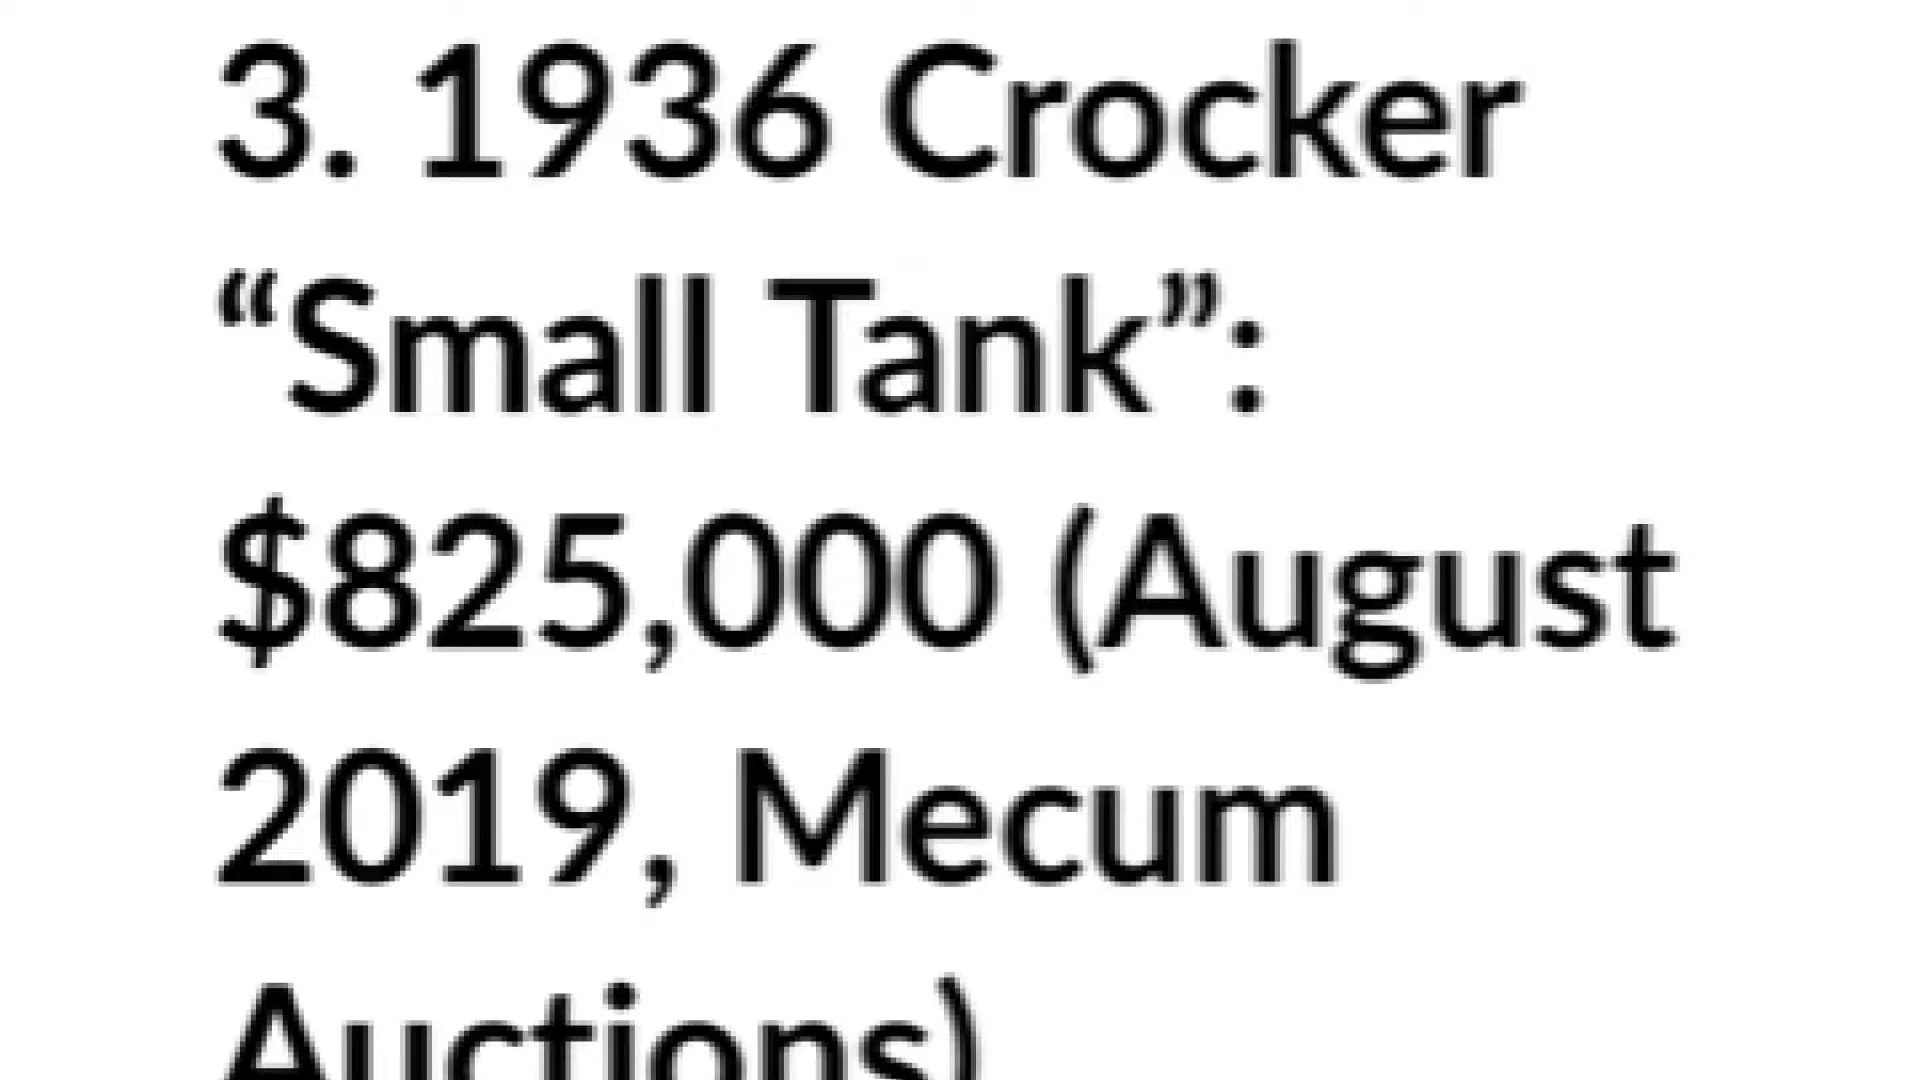 3. 1936 Crocker
“Small Tank”:
$825,000 (August
2019, Mecum
Auctions)